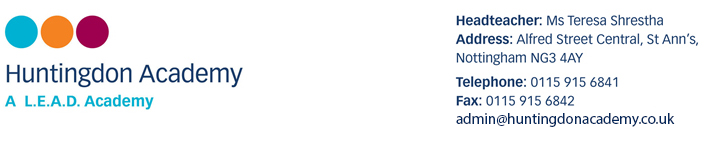 Huntingdon Academy
A L.E.A.D. Academy
Headteacher: Ms Teresa Shrestha
Address: Alfred Street Central, St Ann's,
Nottingham NG3 4AY
Telephone: 0115 915 6841
Fax: 0115 915 6842
admin@huntingdonacademy.co.uk